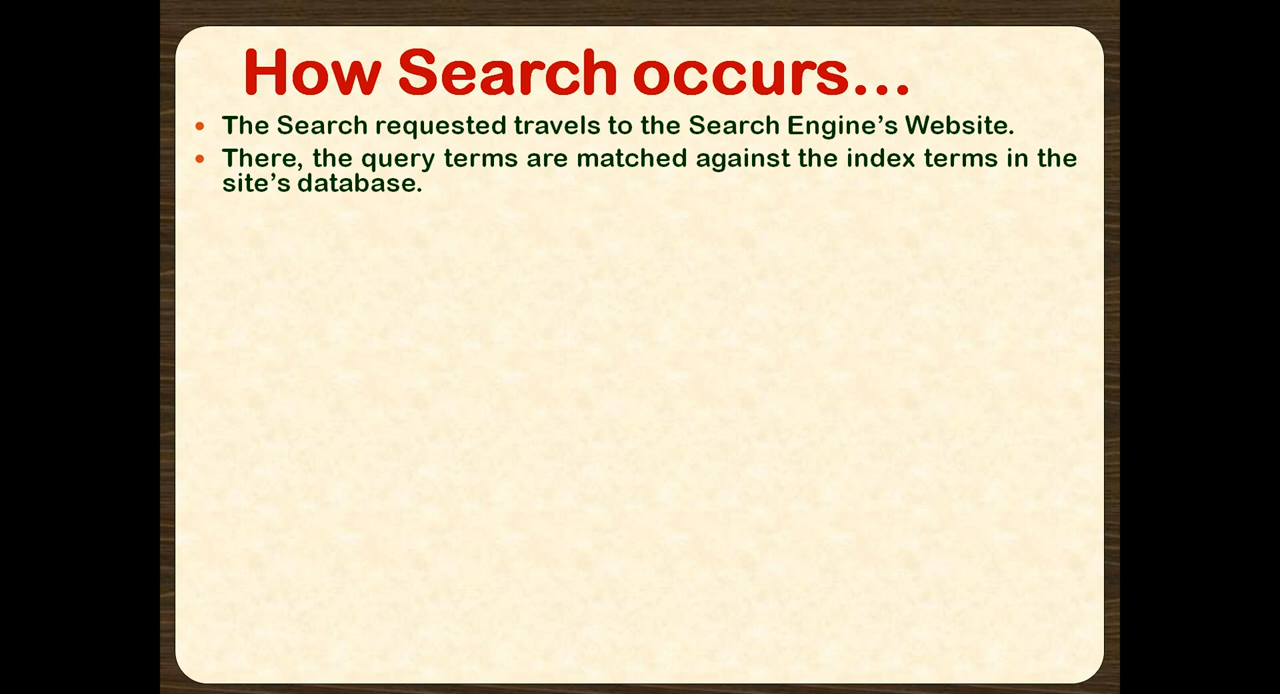 How Search occurs...
• The Search requested travels to the Search Engine’s Website.
• There, the query terms are matched against the index terms in the
site’s database.